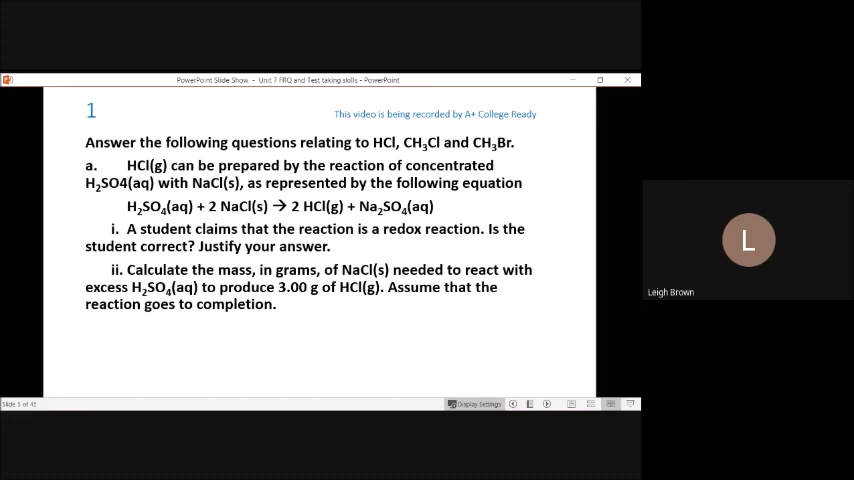 PowerPoint Slide Show - Unit 7 FRQ and Test taking skills - PowerPoint
1
This video is being recorded by A+ College Ready
Answer the following questions relating to HCl, CH₃Cl and CH₃Br.
a. HCl(g) can be prepared by the reaction of concentrated
H₂SO4(aq) with NaCl(s), as represented by the following equation
H₂SO₄(aq) + 2 NaCl(s) → 2 HCl(g) + Na₂SO₄(aq)
i. A student claims that the reaction is a redox reaction. Is the
student correct? Justify your answer.
ii. Calculate the mass, in grams, of NaCl(s) needed to react with
excess H₂SO₄(aq) to produce 3.00 g of HCl(g). Assume that the
reaction goes to completion.
L
Leigh Brown
Slide 5 of 45
Display Settings